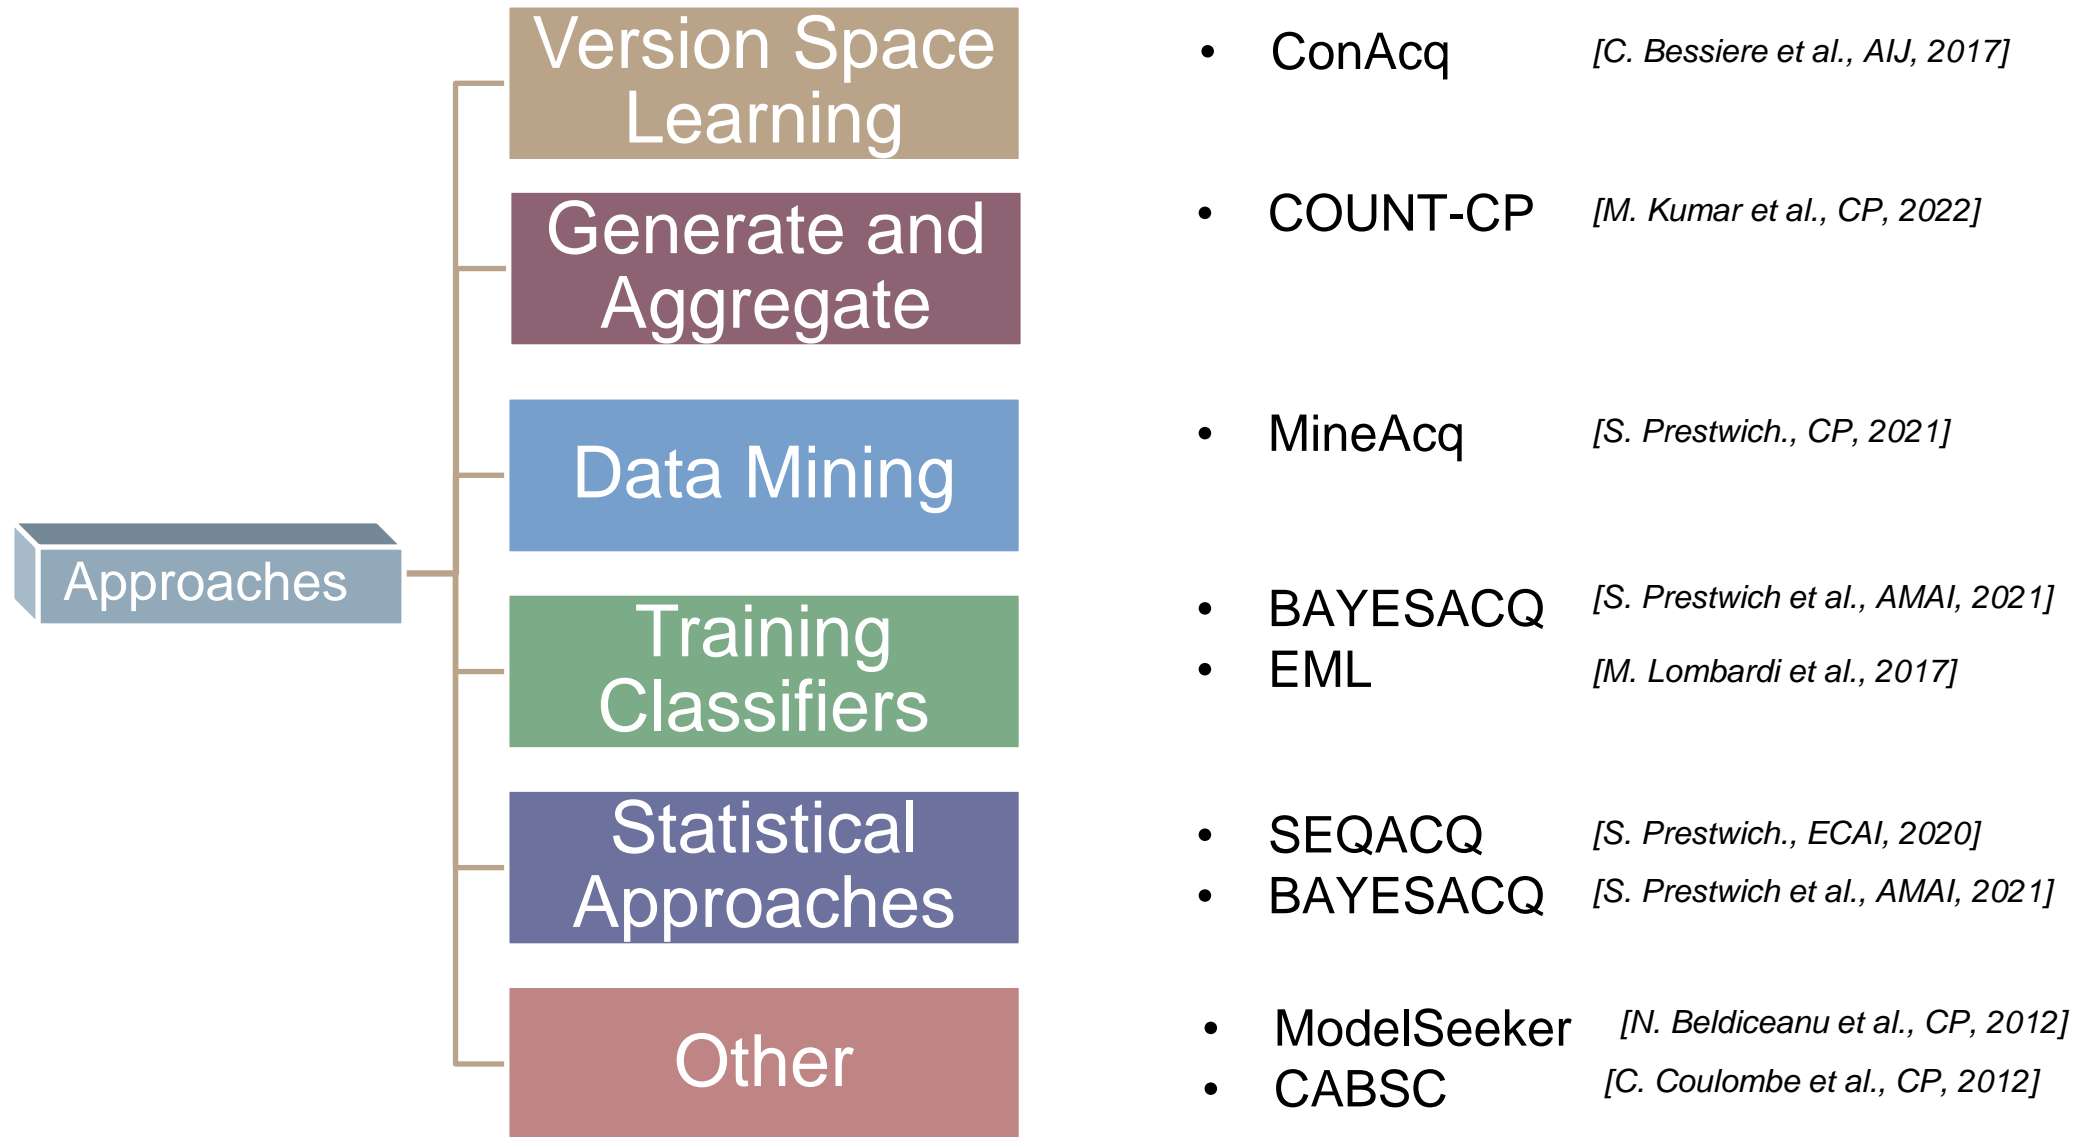 Approaches
Version Space
Learning
• ConAcq [C. Bessiere et al., AIJ, 2017]
Generate and
Aggregate
• COUNT-CP [M. Kumar et al., CP, 2022]
Data Mining
• MineAcq [S. Prestwich., CP, 2021]
Training
Classifiers
• BAYESACQ [S. Prestwich et al., AMAI, 2021]
• EML [M. Lombardi et al., 2017]
Statistical
Approaches
• SEQACQ [S. Prestwich., ECAI, 2020]
• BAYESACQ [S. Prestwich et al., AMAI, 2021]
Other
• ModelSeeker [N. Beldiceanu et al., CP, 2012]
• CABSC [C. Coulombe et al., CP, 2012]